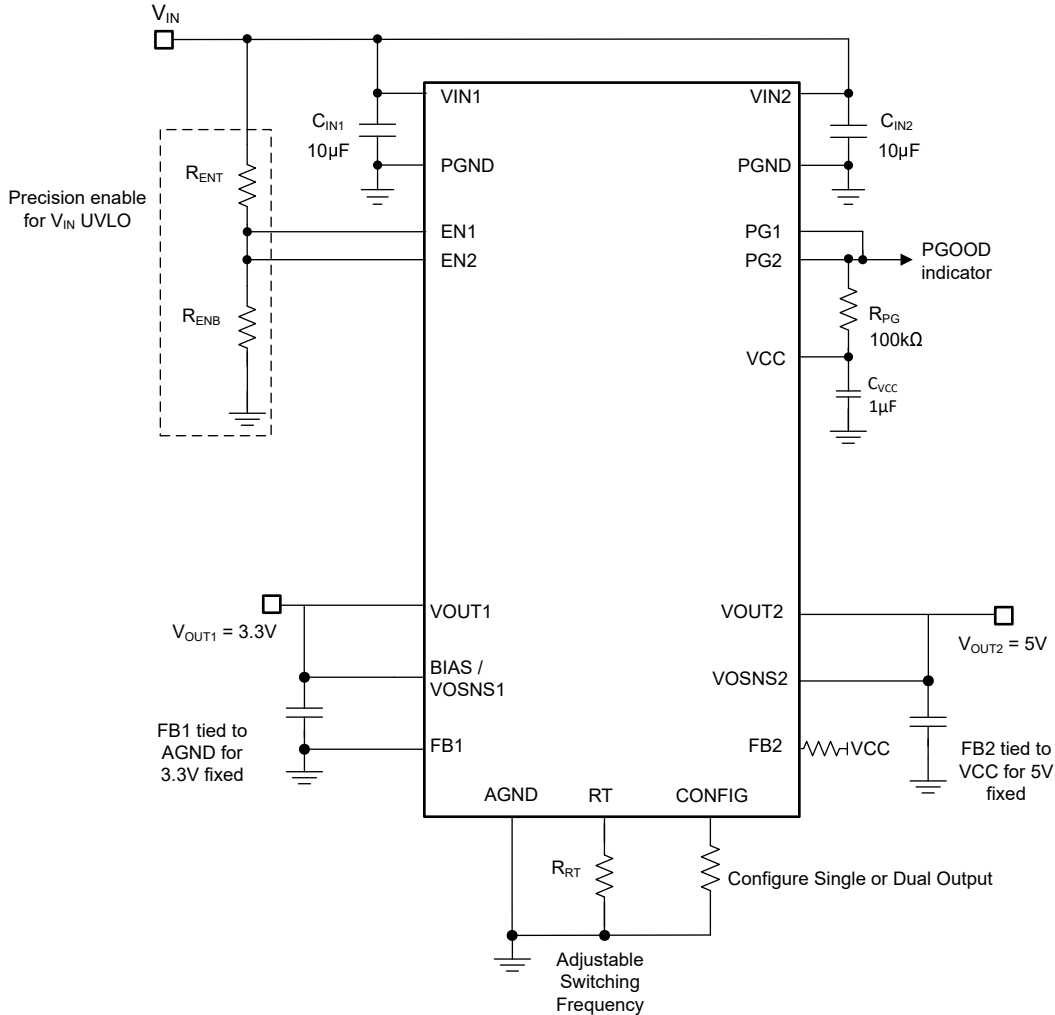 VIN
VIN1
VIN2
CIN1
10µF
CIN2
10µF
PGND
PGND
RENT
Precision enable
for VIN UVLO
EN1
PG1
EN2
PG2
PGOOD
indicator
RENB
RPG
100kΩ
VCC
CVCC
1µF
VOUT1
VOUT2
VOUT1 = 3.3V
VOUT2 = 5V
BIAS /
VOSNS1
VOSNS2
FB1 tied to
AGND for
3.3V fixed
FB1
FB2
VCC
FB2 tied to
VCC for 5V
fixed
AGND
RT
CONFIG
RRT
Configure Single or Dual Output
Adjustable
Switching
Frequency